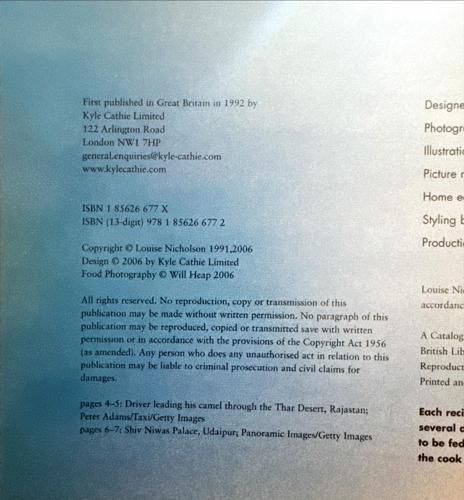 First published in Great Britain in 1992 by
Kyle Cathie Limited
122 Arlington Road
London NW1 7HP
general.enquiries@kyle-cathie.com
www.kylecathie.com
ISBN 1 85626 677 X
ISBN (13-digit) 978 1 85626 677 2
Copyright © Louise Nicholson 1991,2006
Design © 2006 by Kyle Cathie Limited
Food Photography © Will Heap 2006
All rights reserved. No reproduction, copy or transmission of this
publication may be made without written permission. No paragraph of this
publication may be reproduced, copied or transmitted save with written
permission or in accordance with the provisions of the Copyright Act 1956
(as amended). Any person who does any unauthorised act in relation to this
publication may be liable to criminal prosecution and civil claims for
damages.
pages 4–5: Driver leading his camel through the Thar Desert, Rajastan;
Peter Adams/Taxi/Getty Images
pages 6–7: Shiv Niwas Palace, Udaipur; Panoramic Images/Getty Images
Designe
Photogr
Illustratio
Picture r
Home e
Styling b
Producti
Louise Nic
accordanc
A Catalog
British Lib
Reproduct
Printed an
Each reci
several o
to be fed
the cook